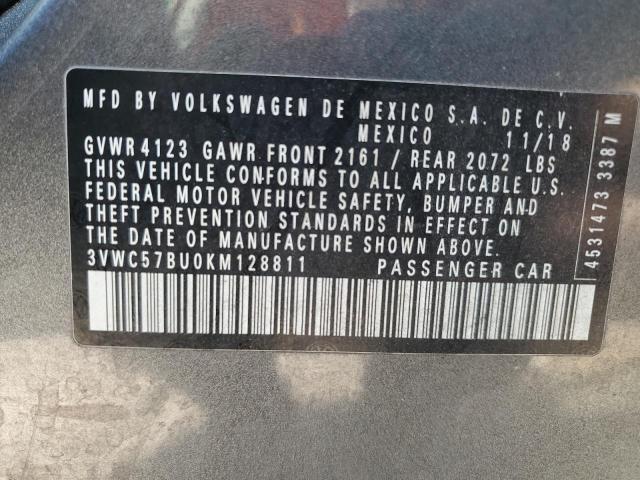 MFD BY VOLKSWAGEN DE MEXICO S.A. DE C.V.
MEXICO 11/18
GVWR 4123 GAWR FRONT 2161 / REAR 2072 LBS
THIS VEHICLE CONFORMS TO ALL APPLICABLE U.S.
FEDERAL MOTOR VEHICLE SAFETY, BUMPER AND
THEFT PREVENTION STANDARDS IN EFFECT ON
THE DATE OF MANUFACTURE SHOWN ABOVE.
3VWC57BU0KM128811 PASSENGER CAR
4531473 3387 M